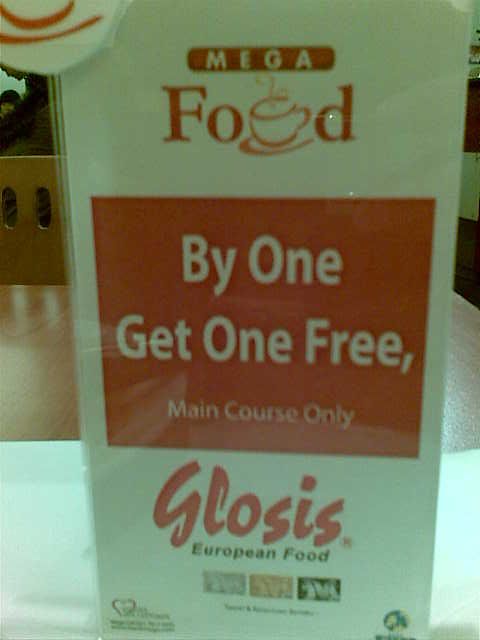 MEGA
Food
By One
Get One Free,
Main Course Only
Glosis®
European Food